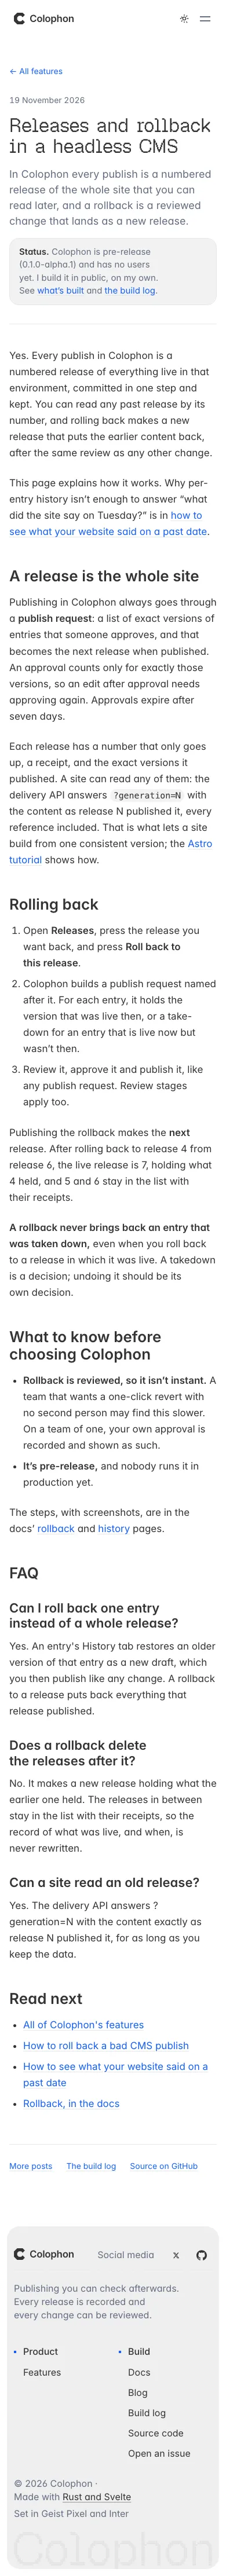 Colophon
← All features
19 November 2026
Releases and rollback
in a headless CMS
In Colophon every publish is a numbered
release of the whole site that you can
read later, and a rollback is a reviewed
change that lands as a new release.
Status. Colophon is pre-release
(0.1.0-alpha.1) and has no users
yet. I build it in public, on my own.
See what's built and the build log.
Yes. Every publish in Colophon is a
numbered release of everything live in that
environment, committed in one step and
kept. You can read any past release by its
number, and rolling back makes a new
release that puts the earlier content back,
after the same review as any other change.
This page explains how it works. Why per-
entry history isn't enough to answer “what
did the site say on Tuesday?” is in how to
see what your website said on a past date.
A release is the whole site
Publishing in Colophon always goes through
a publish request: a list of exact versions of
entries that someone approves, and that
becomes the next release when published.
An approval counts only for exactly those
versions, so an edit after approval needs
approving again. Approvals expire after
seven days.
Each release has a number that only goes
up, a receipt, and the exact versions it
published. A site can read any of them: the
delivery API answers ?generation=N with
the content as release N published it, every
reference included. That is what lets a site
build from one consistent version; the Astro
tutorial shows how.
Rolling back
1. Open Releases, press the release you
want back, and press Roll back to
this release.
2. Colophon builds a publish request named
after it. For each entry, it holds the
version that was live then, or a take-
down for an entry that is live now but
wasn't then.
3. Review it, approve it and publish it, like
any publish request. Review stages
apply too.
Publishing the rollback makes the next
release. After rolling back to release 4 from
release 6, the live release is 7, holding what
4 held, and 5 and 6 stay in the list with
their receipts.
A rollback never brings back an entry that
was taken down, even when you roll back
to a release in which it was live. A takedown
is a decision; undoing it should be its
own decision.
What to know before
choosing Colophon
• Rollback is reviewed, so it isn't instant. A
team that wants a one-click revert with
no second person may find this slower.
On a team of one, your own approval is
recorded and shown as such.
• It's pre-release, and nobody runs it in
production yet.
The steps, with screenshots, are in the
docs' rollback and history pages.
FAQ
Can I roll back one entry
instead of a whole release?
Yes. An entry's History tab restores an older
version of that entry as a new draft, which
you then publish like any change. A rollback
to a release puts back everything that
release published.
Does a rollback delete
the releases after it?
No. It makes a new release holding what the
earlier one held. The releases in between
stay in the list with their receipts, so the
record of what was live, and when, is
never rewritten.
Can a site read an old release?
Yes. The delivery API answers ?
generation=N with the content exactly as
release N published it, for as long as you
keep the data.
Read next
• All of Colophon's features
• How to roll back a bad CMS publish
• How to see what your website said on a
past date
• Rollback, in the docs
More posts The build log Source on GitHub
Colophon Social media
Publishing you can check afterwards.
Every release is recorded and
every change can be reviewed.
Product Build
Features Docs
Blog
Build log
Source code
Open an issue
© 2026 Colophon ·
Made with Rust and Svelte
Set in Geist Pixel and Inter
Colophon